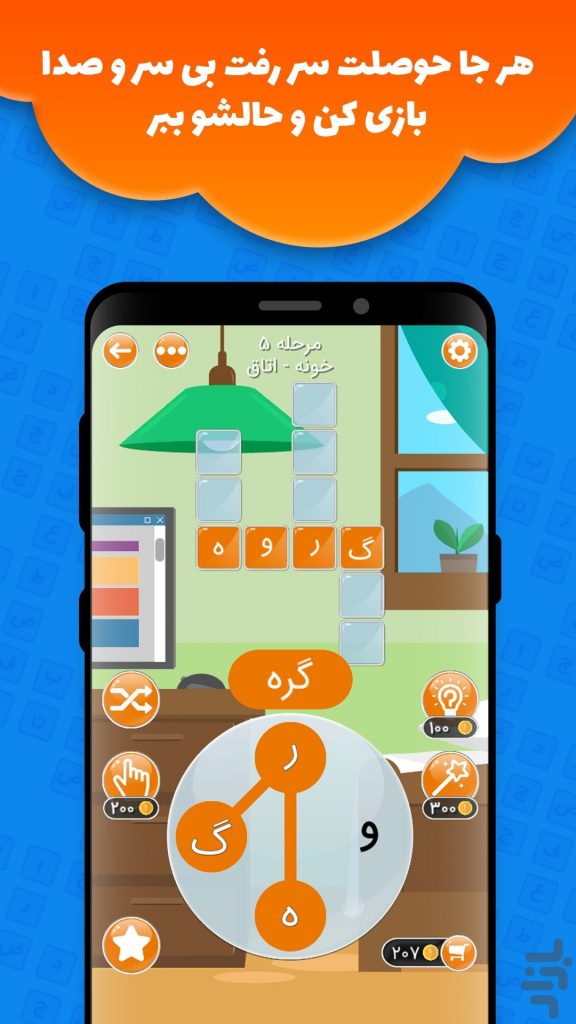 هر جا حوصلت سر رفت بی سر و صدا
بازی کن و حالشو ببر
مرحله ۵
خونه - اتاق
گ ر و ه
گره
۱۰۰
۲۰۰
۳۰۰
ر
و
گ
ه
۲۰۷
بازار